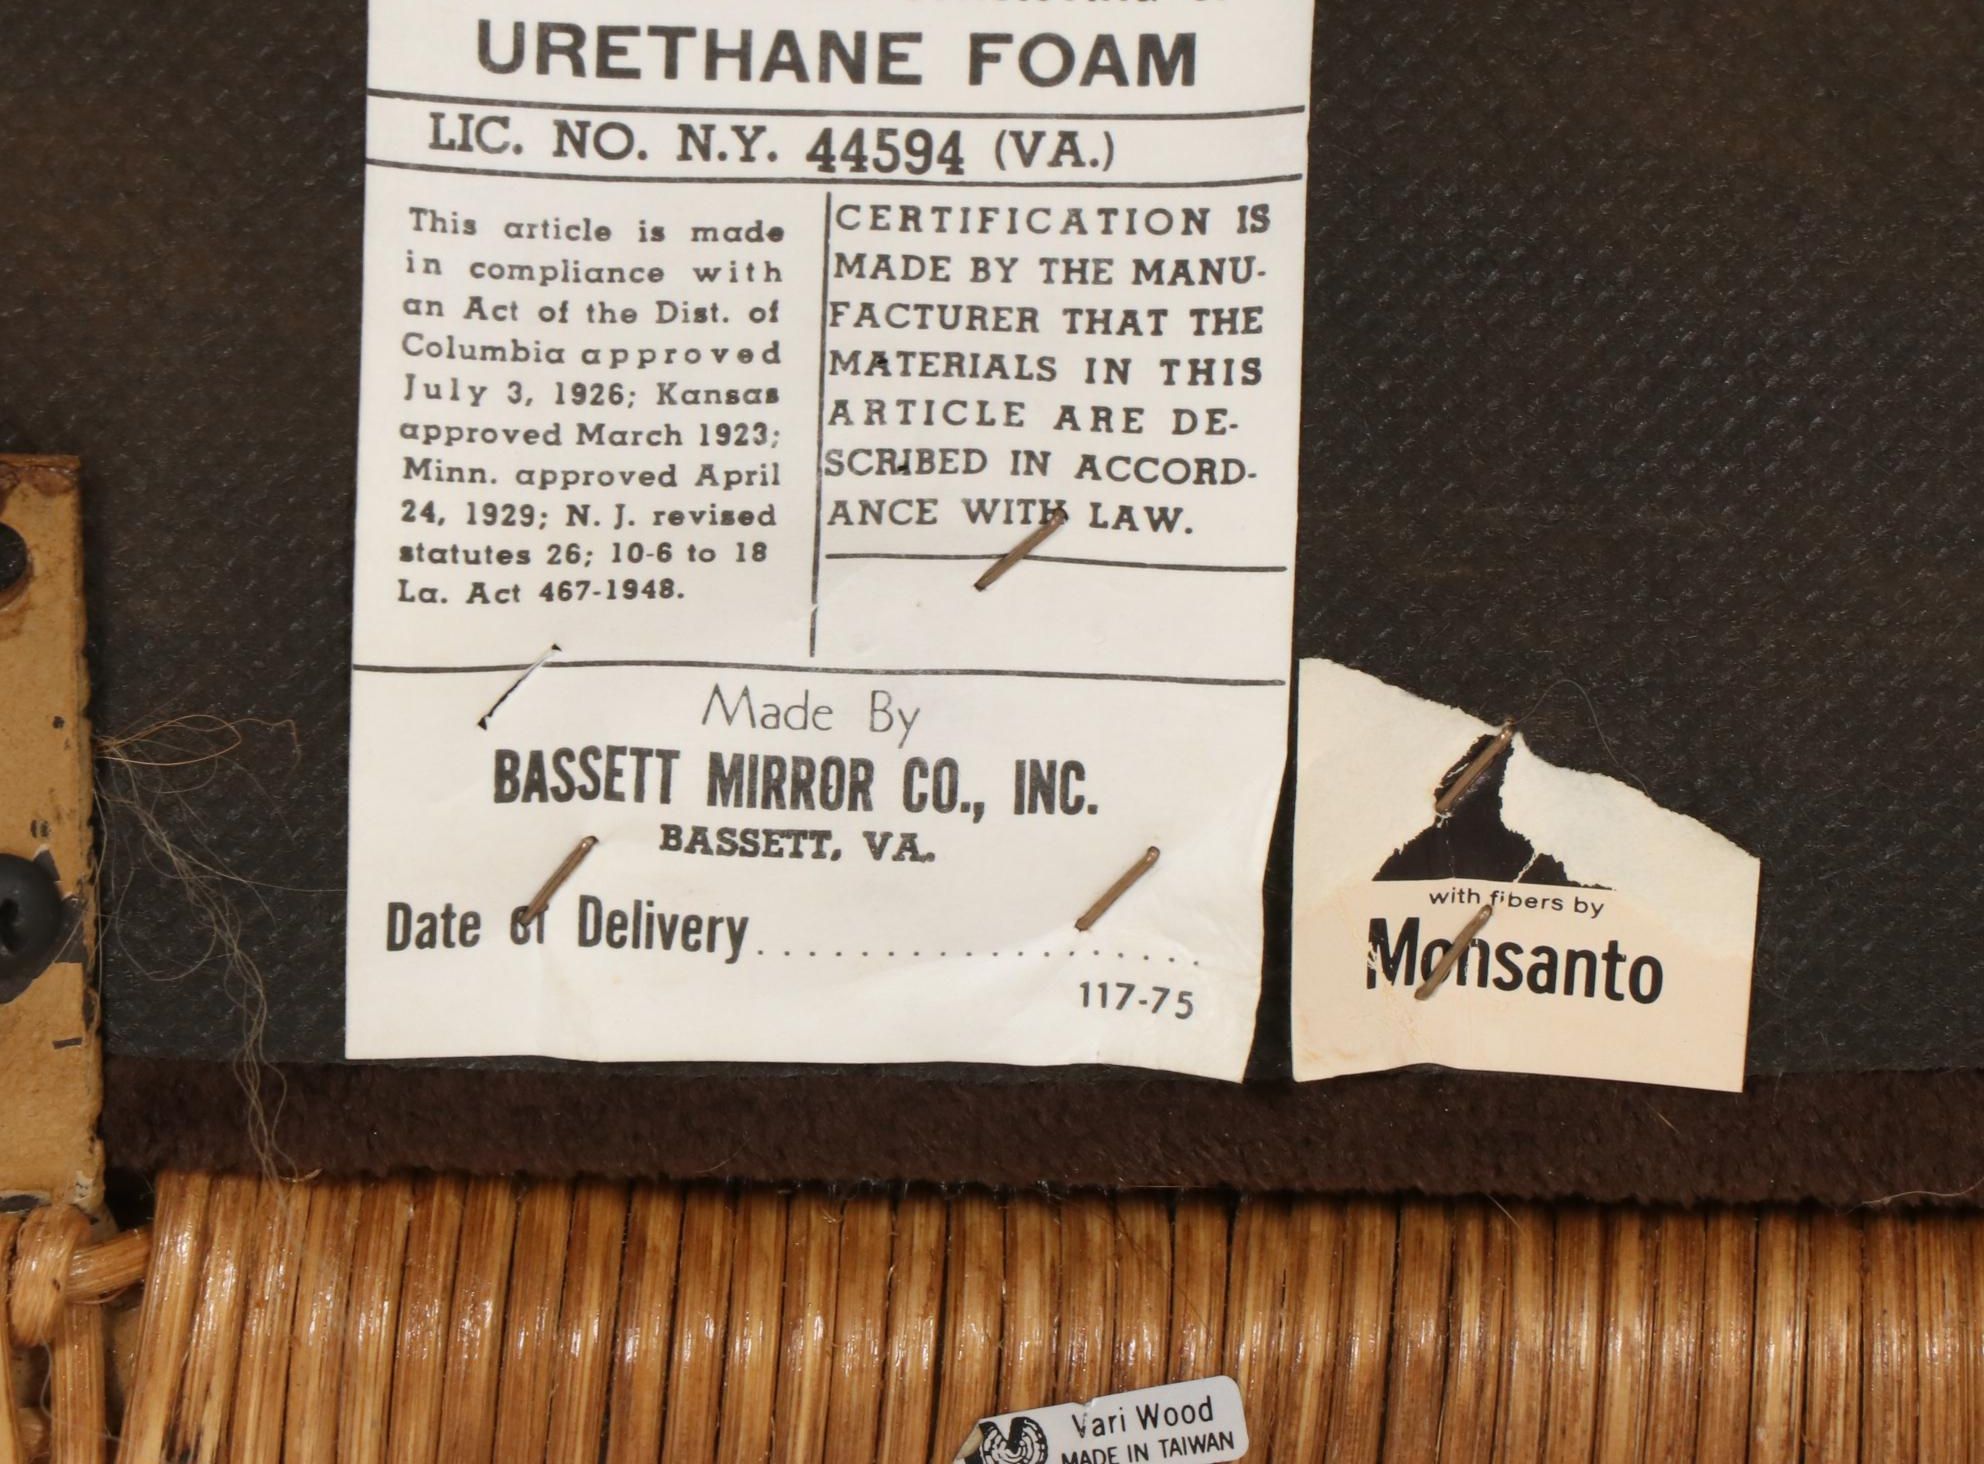 URETHANE FOAM
LIC. NO. N.Y. 44594 (VA.)
This article is made
in compliance with
an Act of the Dist. of
Columbia approved
July 3, 1926; Kansas
approved March 1923;
Minn. approved April
24, 1929; N. J. revised
statutes 26; 10-6 to 18
La. Act 467-1948.
CERTIFICATION IS
MADE BY THE MANU-
FACTURER THAT THE
MATERIALS IN THIS
ARTICLE ARE DE-
SCRIBED IN ACCORD-
ANCE WITH LAW.
Made By
BASSETT MIRROR CO., INC.
BASSETT, VA.
Date of Delivery..................
117-75
with fibers by
Monsanto
Vari Wood
MADE IN TAIWAN